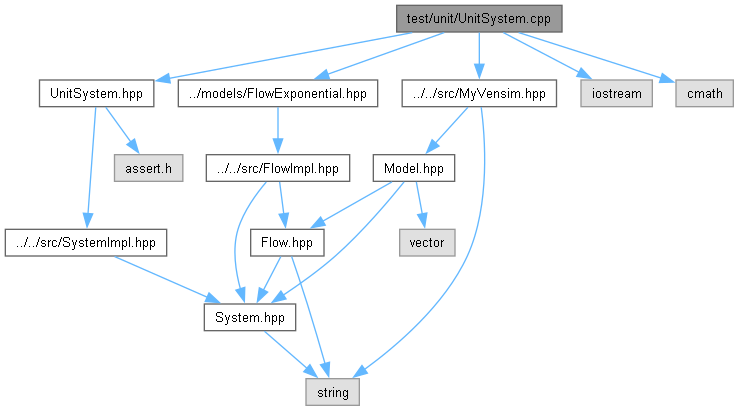 test/unit/UnitSystem.cpp
UnitSystem.hpp
../models/FlowExponential.hpp
../../src/MyVensim.hpp
iostream
cmath
assert.h
../../src/FlowImpl.hpp
Model.hpp
../../src/SystemImpl.hpp
Flow.hpp
vector
System.hpp
string